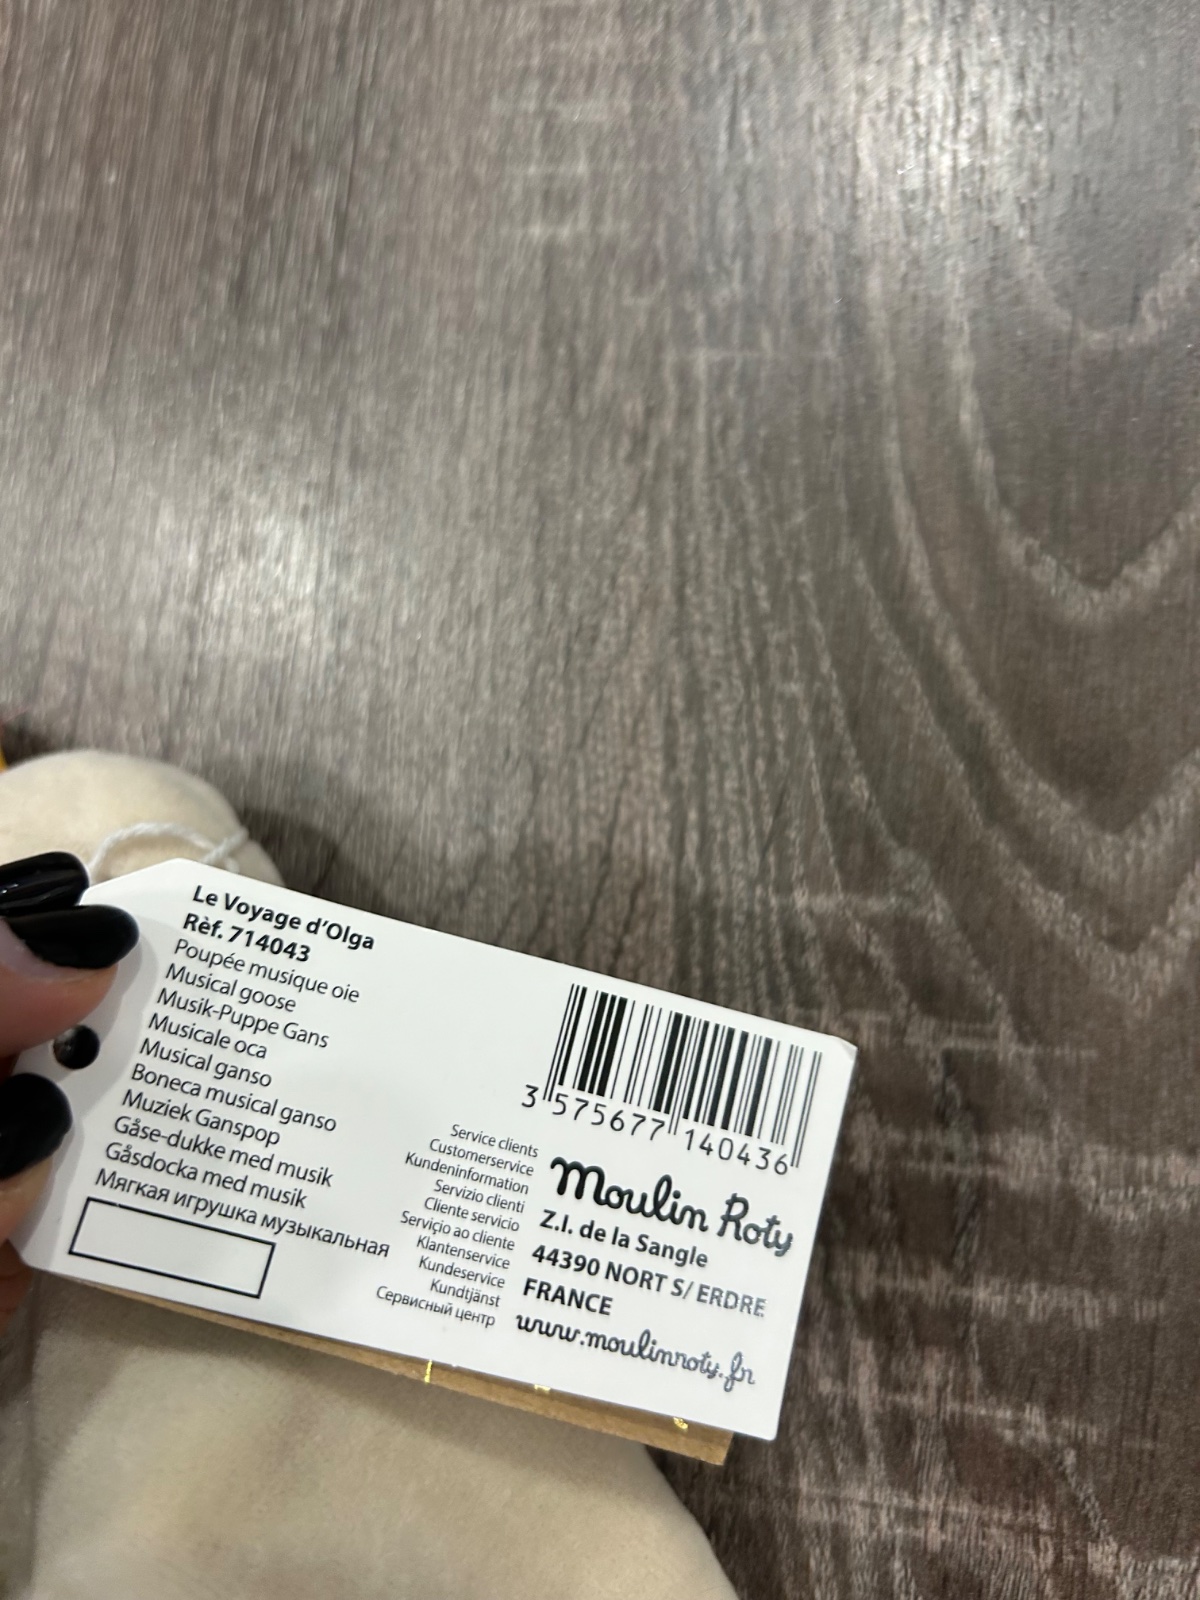 Le Voyage d'Olga
Rèf. 714043
Poupée musique oie
Musical goose
Musik-Puppe Gans
Musicale oca
Musical ganso
Boneca musical ganso
Muziek Ganspop
Gåse-dukke med musik
Gåsdocka med musik
Мягкая игрушка музыкальная
3 575677 140436
Service clients
Customerservice
Kundeninformation
Servizio clienti
Cliente servicio
Serviçio ao cliente
Klantenservice
Kundeservice
Kundtjänst
Сервисный центр
Moulin Roty
Z.I. de la Sangle
44390 NORT S/ ERDRE
FRANCE
www.moulinroty.fr